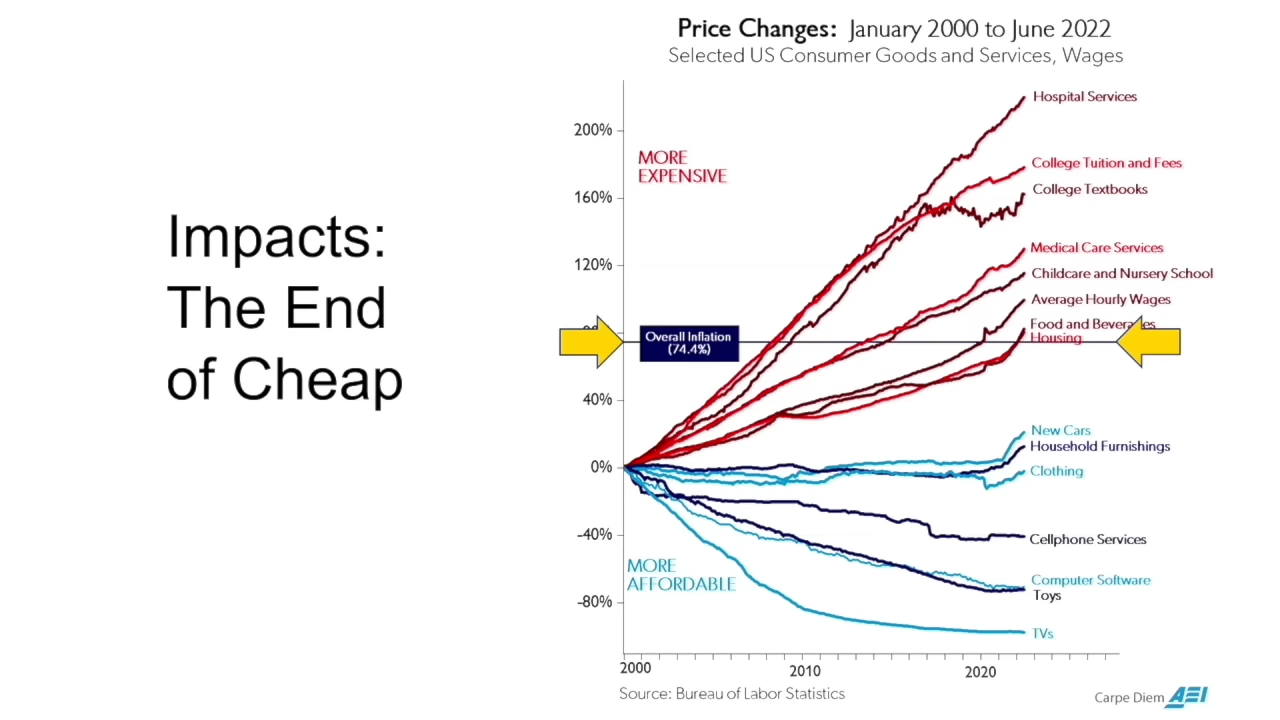 Impacts:
The End
of Cheap
Price Changes: January 2000 to June 2022
Selected US Consumer Goods and Services, Wages
200%
160%
120%
40%
0%
-40%
-80%
MORE
EXPENSIVE
Overall Inflation
(74.4%)
MORE
AFFORDABLE
Hospital Services
College Tuition and Fees
College Textbooks
Medical Care Services
Childcare and Nursery School
Average Hourly Wages
Food and Beverages
Housing
New Cars
Household Furnishings
Clothing
Cellphone Services
Computer Software
Toys
TVs
2000 2010 2020
Source: Bureau of Labor Statistics
Carpe Diem AEI